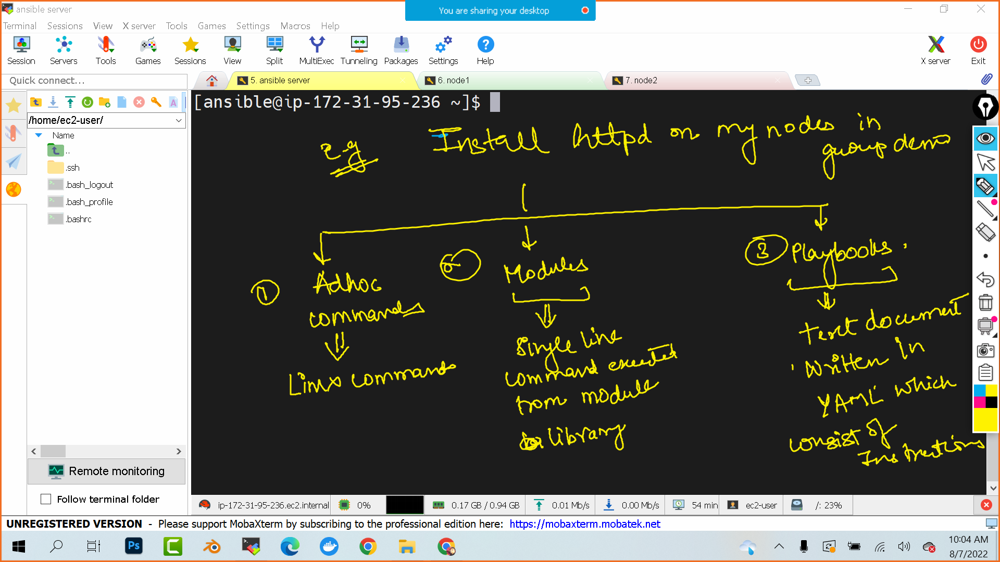 ansible server
You are sharing your desktop
Terminal Sessions View X server Tools Games Settings Macros Help
Session Servers Tools Games Sessions View Split MultiExec Tunneling Packages Settings Help X server Exit
Quick connect...
5. ansible server
6. node1
7. node2
[ansible@ip-172-31-95-236 ~]$
/home/ec2-user/
Name
..
.ssh
.bash_logout
.bash_profile
.bashrc
e.g Install httpd on my nodes in
group demo
1 Adhoc
commands
Linux commands
Modules
Single line
command executed
from module
library
3 Playbooks.
text document
Written in
YAML which
consist of
Instructions
Remote monitoring
Follow terminal folder
ip-172-31-95-236.ec2.internal 0% 0.17 GB / 0.94 GB 0.01 Mb/s 0.00 Mb/s 54 min ec2-user /: 23%
UNREGISTERED VERSION - Please support MobaXterm by subscribing to the professional edition here: https://mobaxterm.mobatek.net
Ps
10:04 AM
8/7/2022